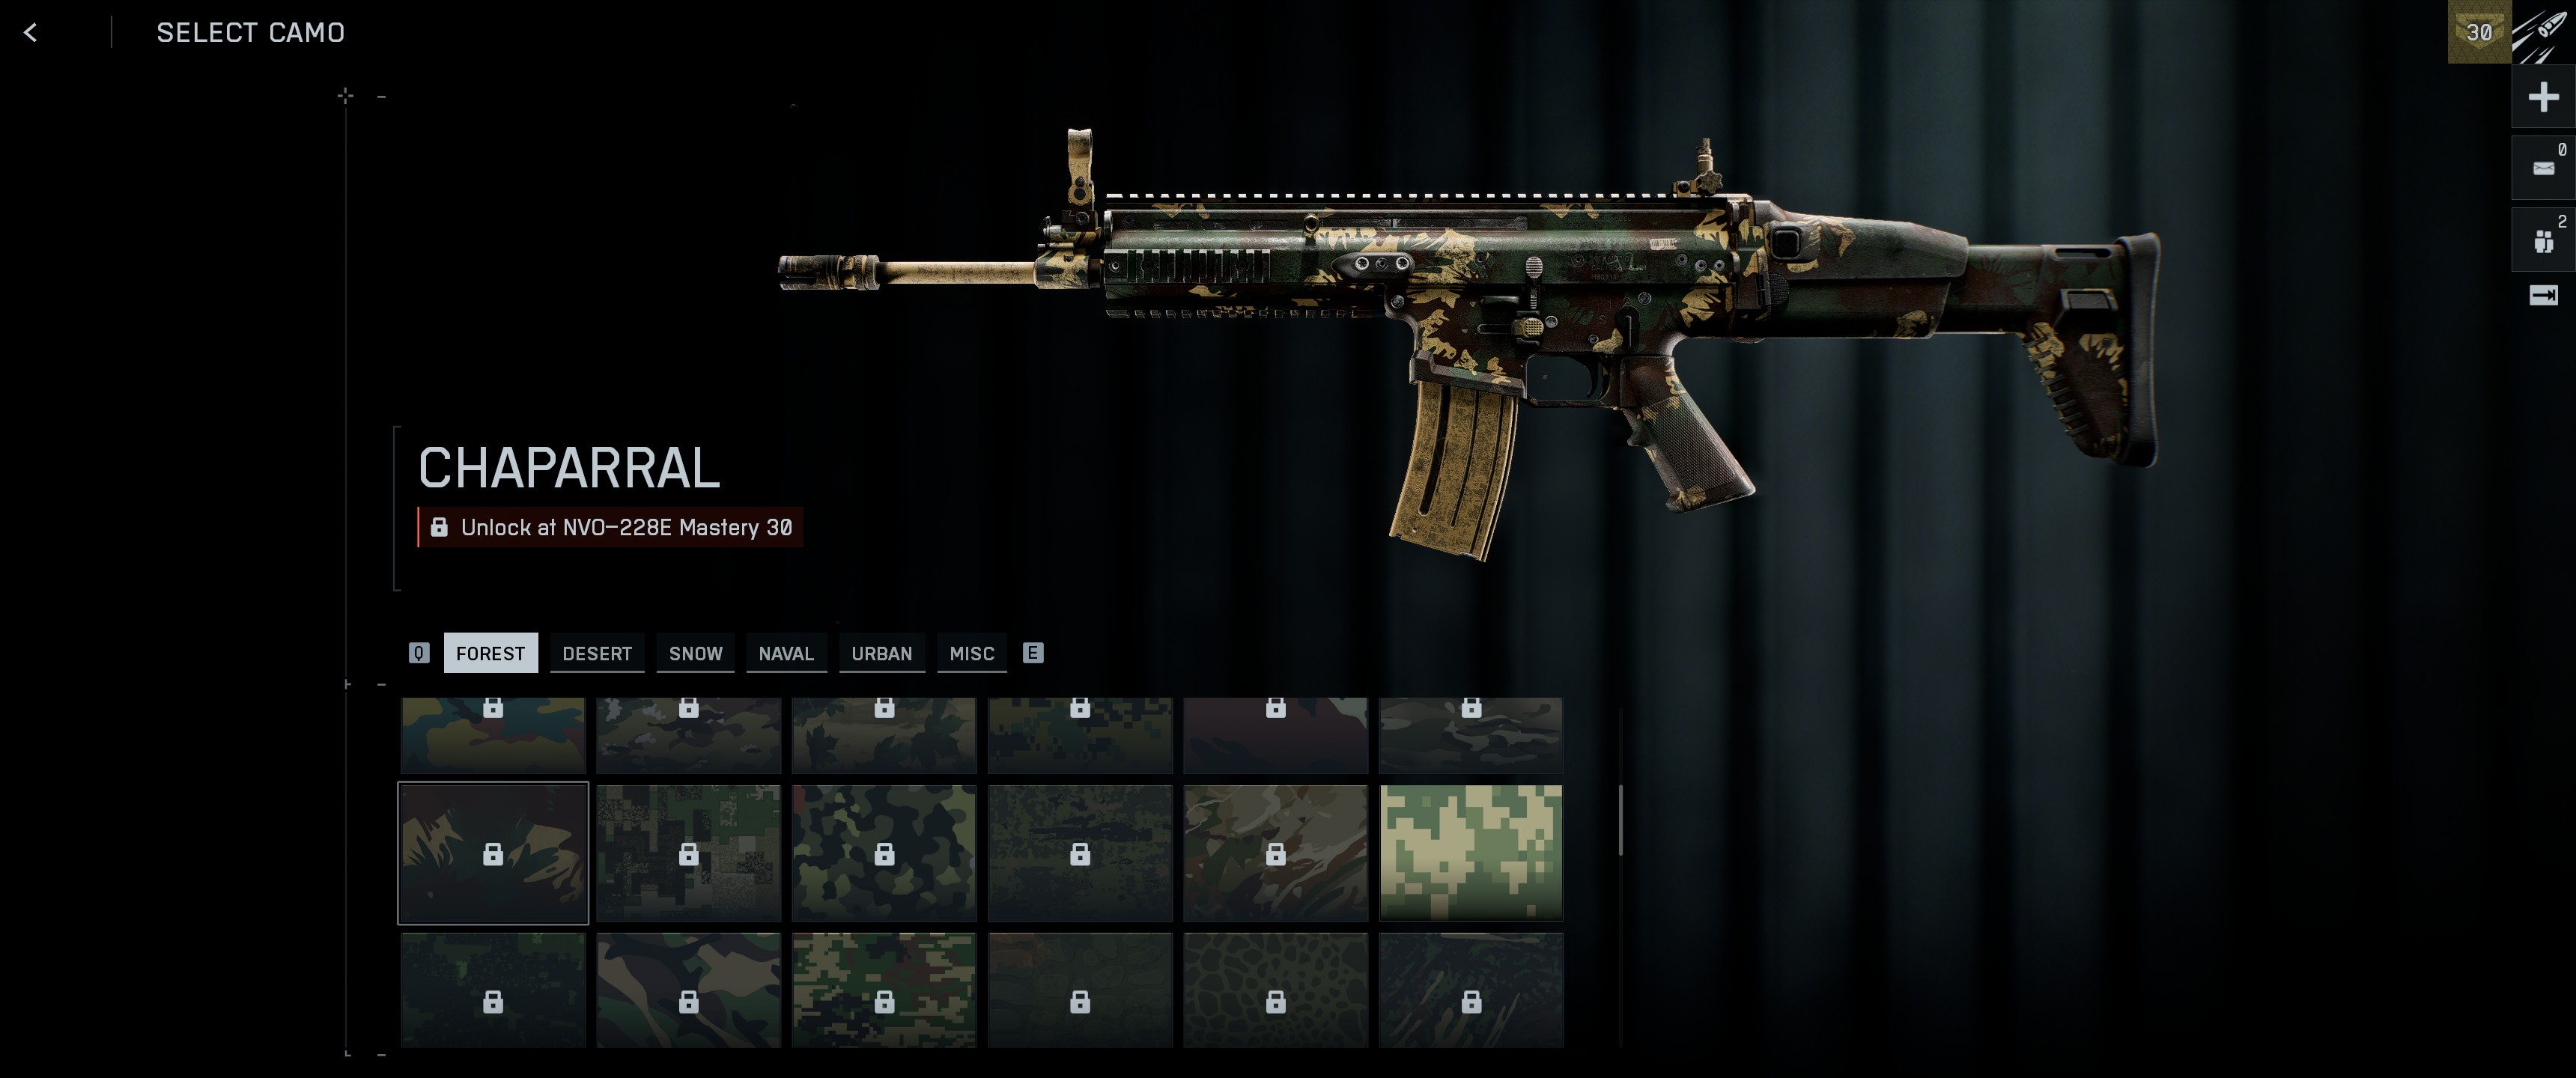 SELECT CAMO
30
0
2
CHAPARRAL
Unlock at NVO-228E Mastery 30
Q FOREST DESERT SNOW NAVAL URBAN MISC E